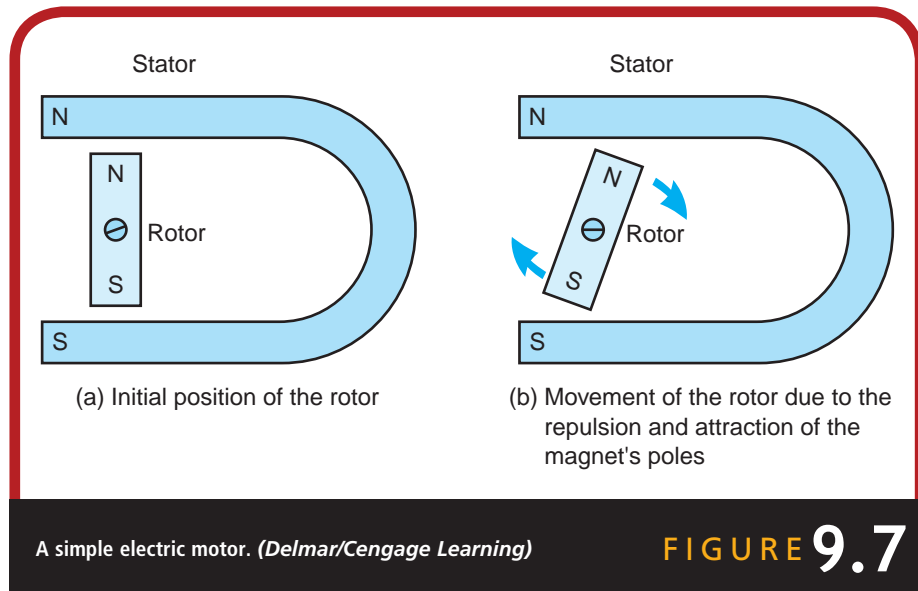 Stator
N
N
Rotor
S
S
(a) Initial position of the rotor
Stator
N
N
Rotor
S
S
(b) Movement of the rotor due to the
repulsion and attraction of the
magnet's poles
A simple electric motor. (Delmar/Cengage Learning)
FIGURE 9.7